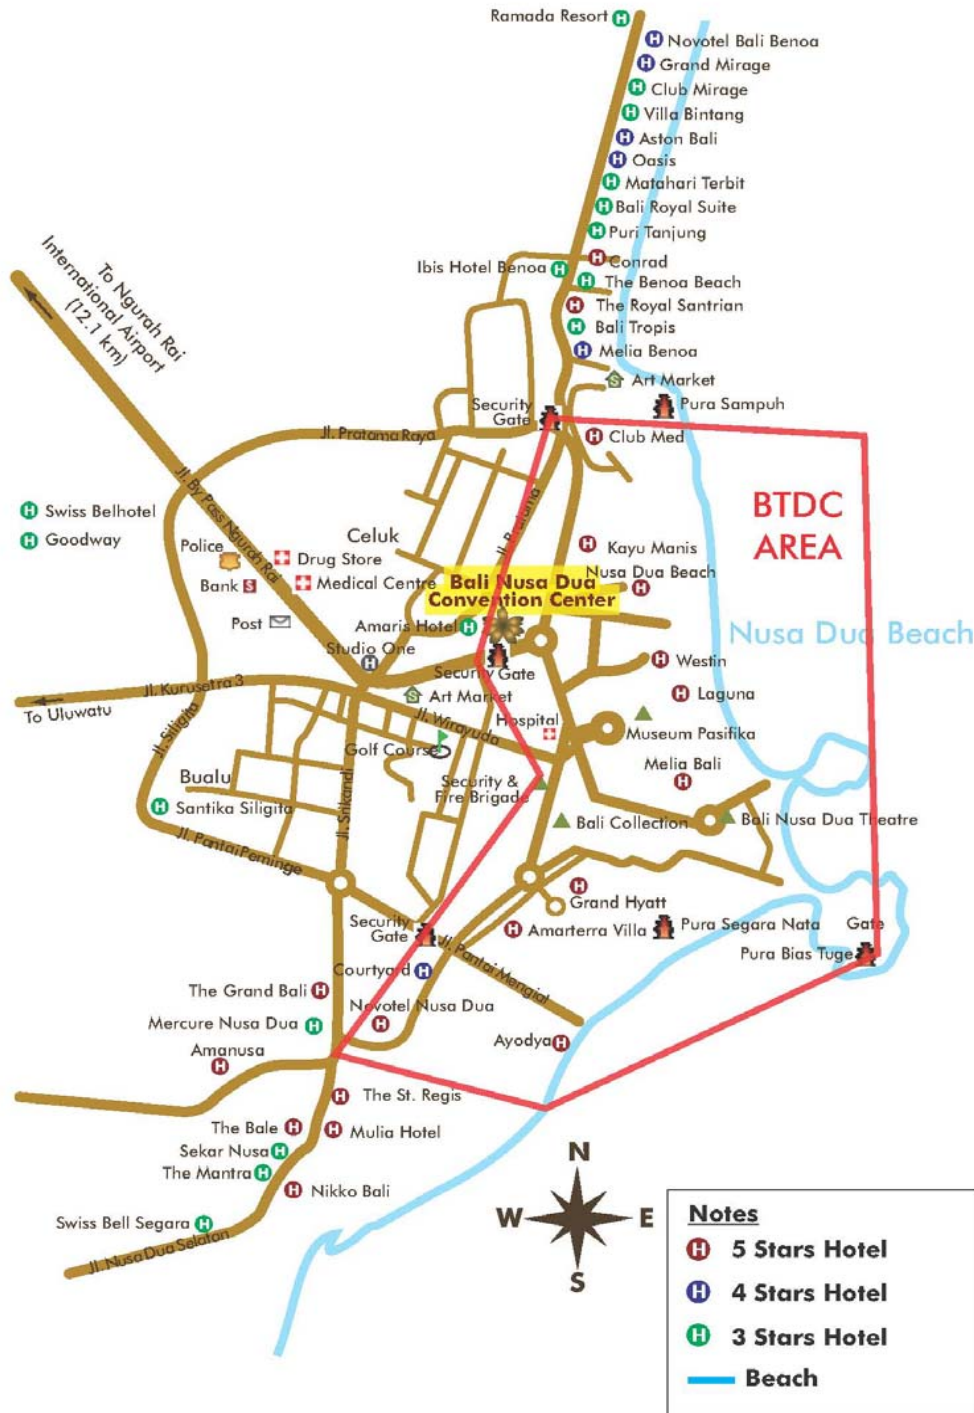 Ramada Resort
Novotel Bali Benoa
Grand Mirage
Club Mirage
Villa Bintang
Aston Bali
Oasis
Matahari Terbit
Bali Royal Suite
Puri Tanjung
Ibis Hotel Benoa
Conrad
The Benoa Beach
The Royal Santrian
Bali Tropis
Melia Benoa
Art Market
To Ngurah Rai
International Airport
(12.1 km)
Security
Gate
Pura Sampuh
Jl. Pratama Raya
Club Med
BTDC
AREA
Jl. By Pass Ngurah Rai
Jl. Pratama
Swiss Belhotel
Goodway
Celuk
Police
Drug Store
Bank
S
Medical Centre
Post
Kayu Manis
Nusa Dua Beach
Bali Nusa Dua
Convention Center
Amaris Hotel
Nusa Dua Beach
Studio One
Security Gate
Westin
Laguna
Jl. Kurusetra 3
To Uluwatu
Art Market
Jl. Wirayuda
Hospital
Museum Pasifika
Golf Course
Jl. Siligita
Bualu
Melia Bali
Security &
Fire Brigade
Santika Siligita
Jl. Srikandi
Bali Collection
Bali Nusa Dua Theatre
Jl. Pantai Peminge
Grand Hyatt
Security
Gate
Amarterra Villa
Pura Segara Nata
Gate
Pura Bias Tuge
Jl. Pantai Mengiat
Courtyard
The Grand Bali
Novotel Nusa Dua
Mercure Nusa Dua
Ayodya
Amanusa
The St. Regis
The Bale
Mulia Hotel
Sekar Nusa
The Mantra
Nikko Bali
Swiss Bell Segara
Jl. Nusa Dua Selatan
N
W
E
S
Notes
H 5 Stars Hotel
H 4 Stars Hotel
H 3 Stars Hotel
Beach